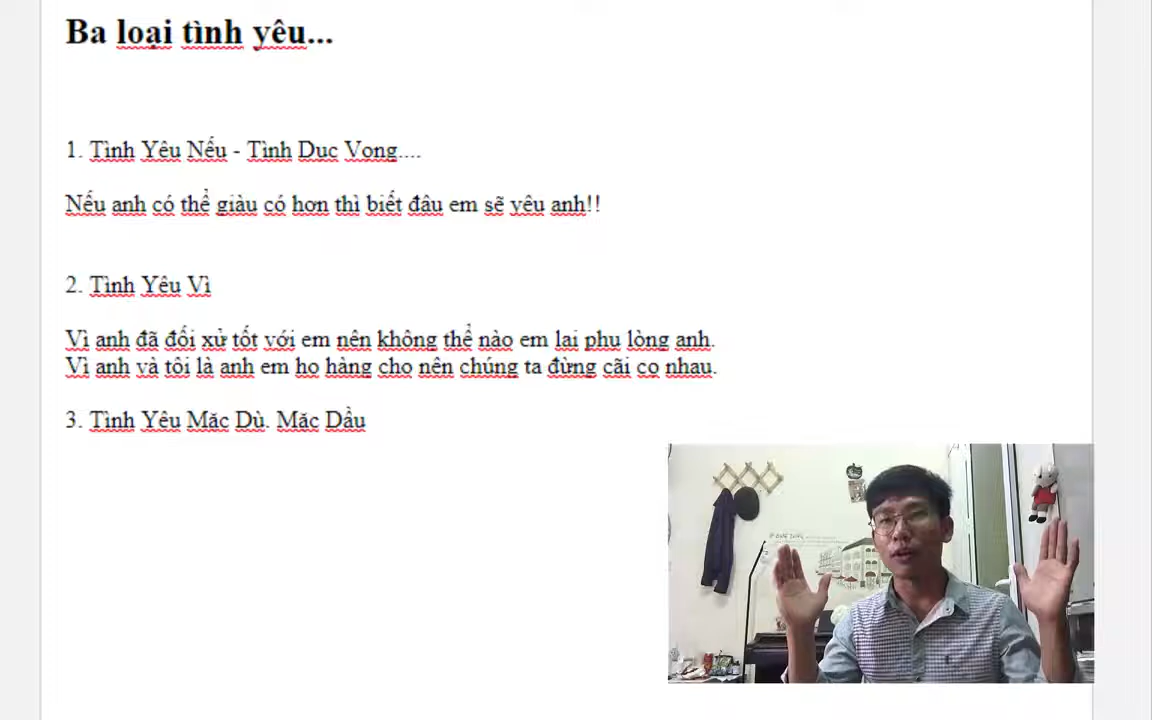 Ba loại tình yêu...
1. Tình Yêu Nếu - Tình Dục Vọng....
Nếu anh có thể giàu có hơn thì biết đâu em sẽ yêu anh!!
2. Tình Yêu Vì
Vì anh đã đối xử tốt với em nên không thể nào em lại phụ lòng anh.
Vì anh và tôi là anh em họ hàng cho nên chúng ta đừng cãi cọ nhau.
3. Tình Yêu Mặc Dù. Mặc Dầu